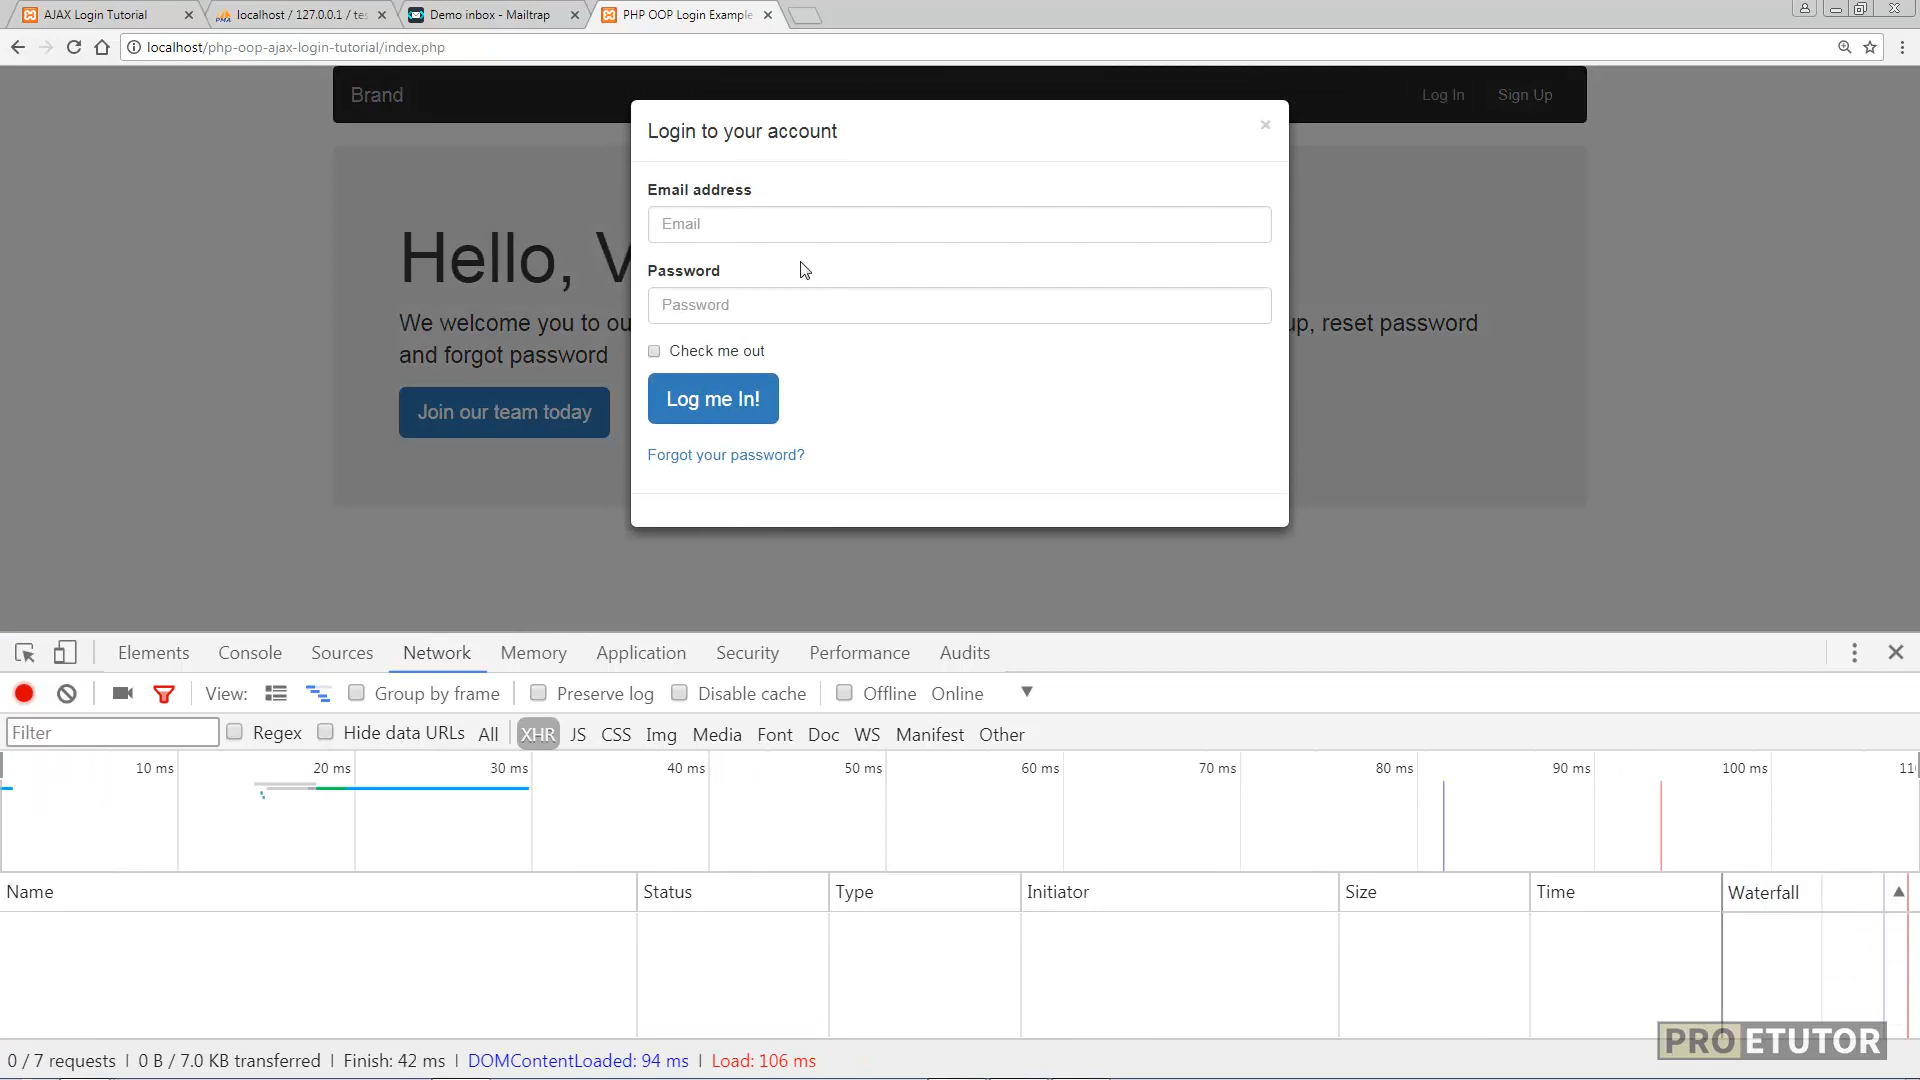 AJAX Login Tutorial
localhost / 127.0.0.1 / tes
Demo inbox - Mailtrap
PHP OOP Login Example
localhost/php-oop-ajax-login-tutorial/index.php
Brand
Log In
Sign Up
Login to your account
×
Email address
Email
Password
Password
Check me out
Log me In!
Forgot your password?
Hello, V
We welcome you to ou
up, reset password
and forgot password
Join our team today
Elements
Console
Sources
Network
Memory
Application
Security
Performance
Audits
View:
Group by frame
Preserve log
Disable cache
Offline
Online
Filter
Regex
Hide data URLs
All
XHR
JS
CSS
Img
Media
Font
Doc
WS
Manifest
Other
10 ms
20 ms
30 ms
40 ms
50 ms
60 ms
70 ms
80 ms
90 ms
100 ms
11
Name
Status
Type
Initiator
Size
Time
Waterfall
PROETUTOR
0 / 7 requests | 0 B / 7.0 KB transferred | Finish: 42 ms | DOMContentLoaded: 94 ms | Load: 106 ms